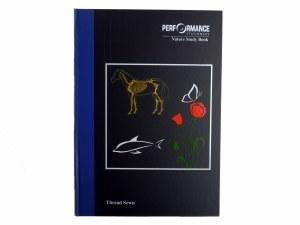 PERFORMANCE
STATIONERY
Nature Study Book
Thread Sewn